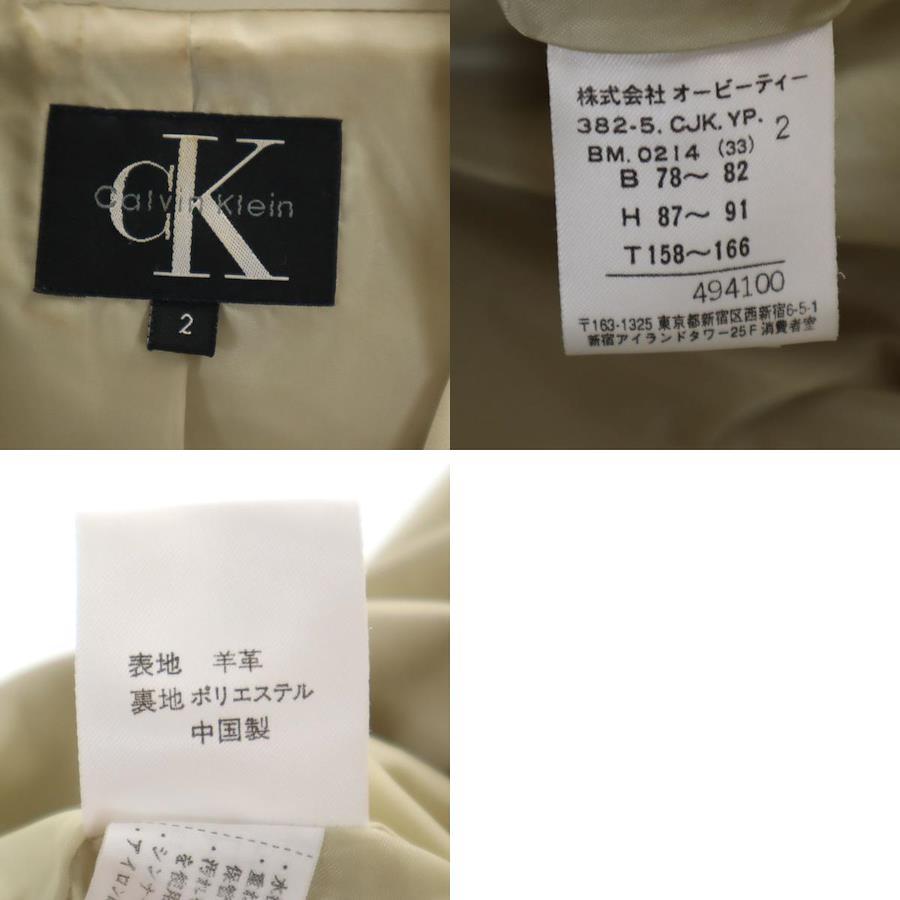 CK
Calvin Klein
2
株式会社 オービーティー
382-5. CJK. YP. 2
BM. 0214 (33)
B 78〜 82
H 87〜 91
T 158〜166
494100
〒163-1325 東京都新宿区西新宿6-5-1
新宿アイランドタワー25F 消費者室
表地 羊革
裏地 ポリエステル
中国製